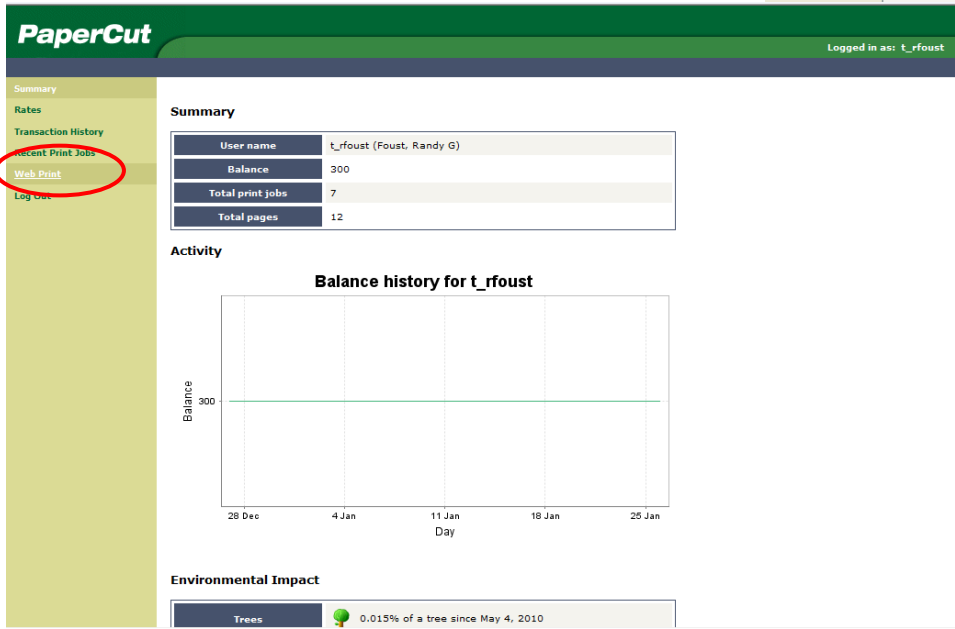 PaperCut
Logged in as: t_rfoust
Summary
Rates
Transaction History
Recent Print Jobs
Web Print
Log Out
Summary
User name t_rfoust (Foust, Randy G)
Balance 300
Total print jobs 7
Total pages 12
Activity
Balance history for t_rfoust
Balance
300
28 Dec 4 Jan 11 Jan 18 Jan 25 Jan
Day
Environmental Impact
Trees 0.015% of a tree since May 4, 2010